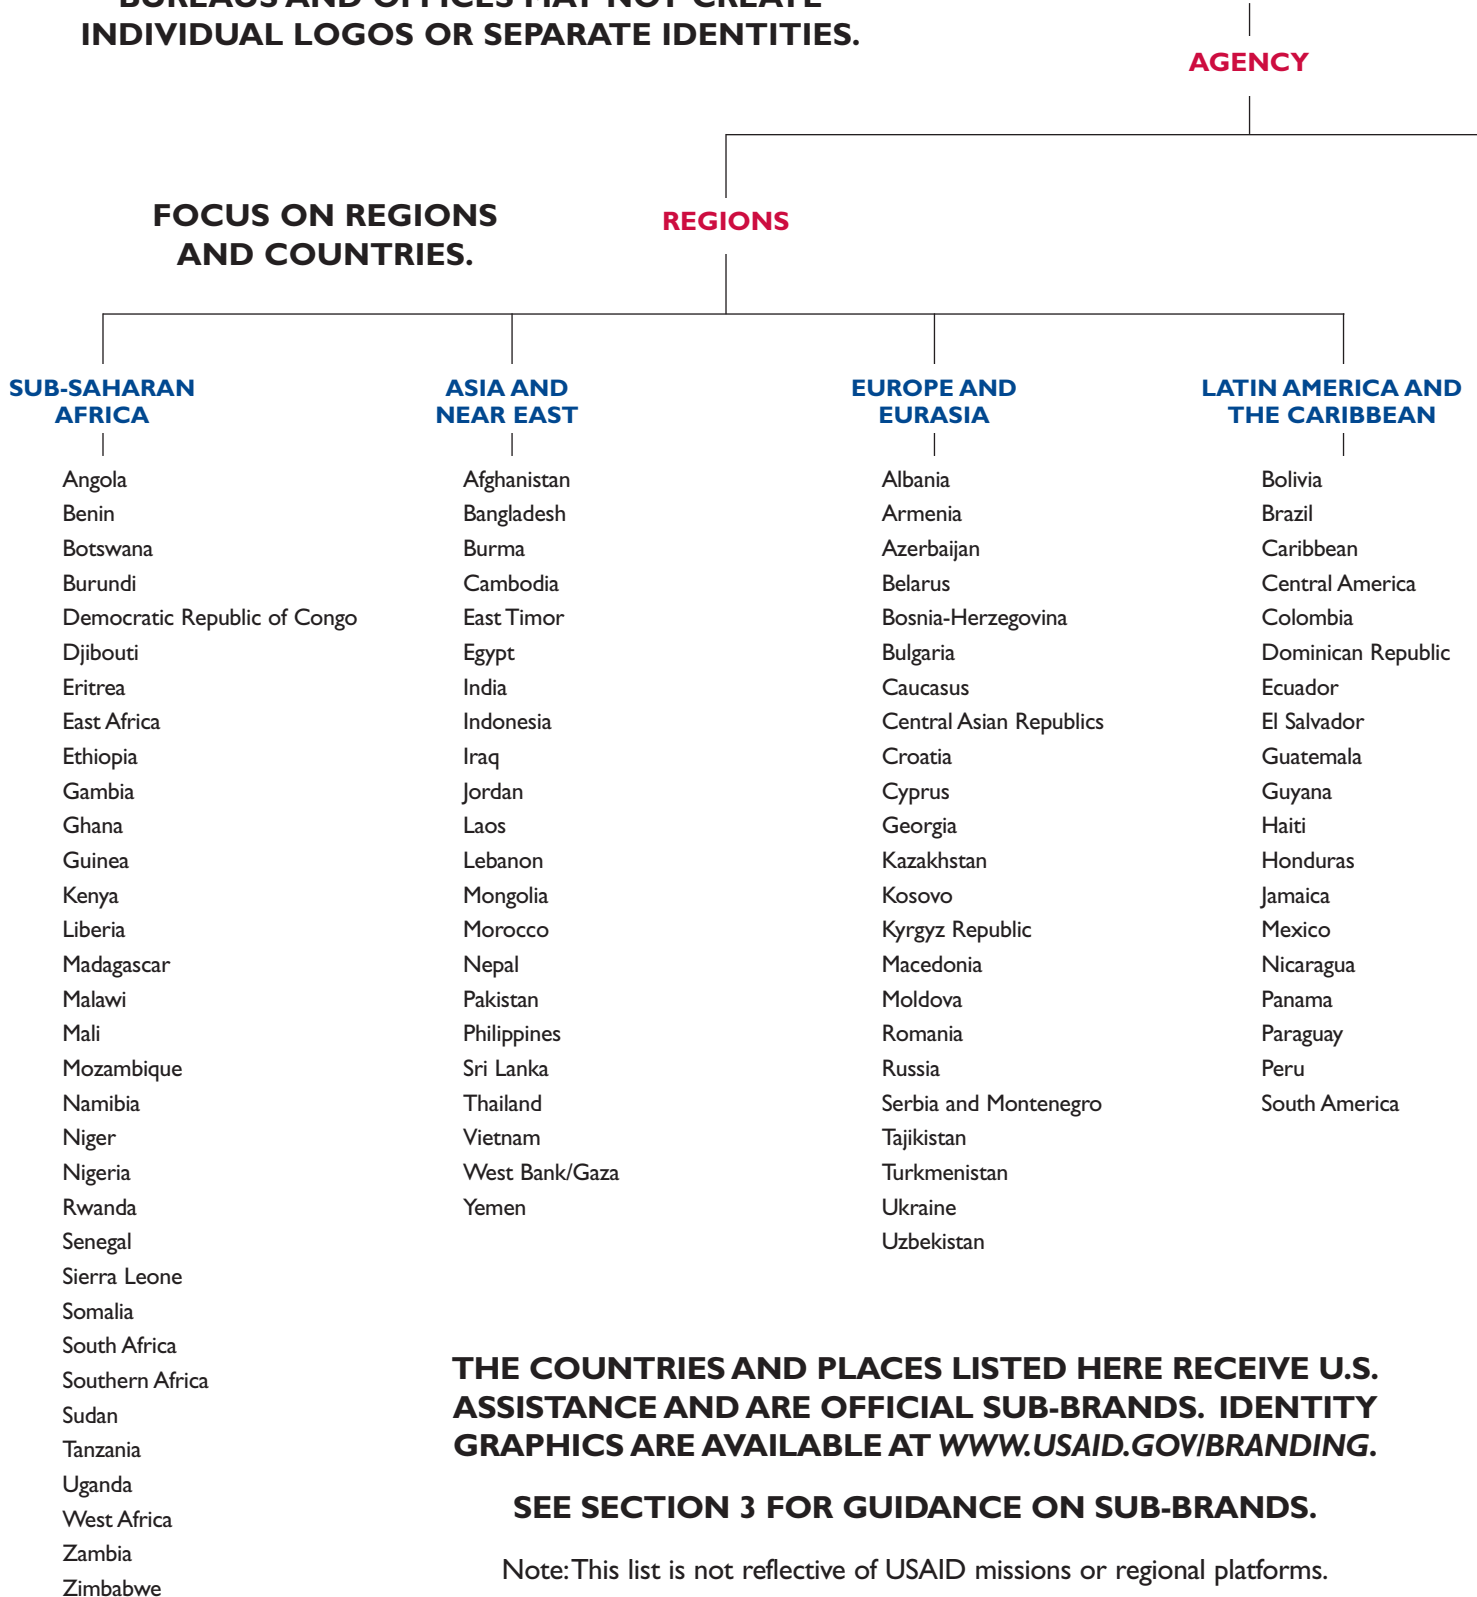 BUREAUS AND OFFICES MAY NOT CREATE
INDIVIDUAL LOGOS OR SEPARATE IDENTITIES.
AGENCY
FOCUS ON REGIONS
AND COUNTRIES.
REGIONS
SUB-SAHARAN
AFRICA
Angola
Benin
Botswana
Burundi
Democratic Republic of Congo
Djibouti
Eritrea
East Africa
Ethiopia
Gambia
Ghana
Guinea
Kenya
Liberia
Madagascar
Malawi
Mali
Mozambique
Namibia
Niger
Nigeria
Rwanda
Senegal
Sierra Leone
Somalia
South Africa
Southern Africa
Sudan
Tanzania
Uganda
West Africa
Zambia
Zimbabwe
ASIA AND
NEAR EAST
Afghanistan
Bangladesh
Burma
Cambodia
East Timor
Egypt
India
Indonesia
Iraq
Jordan
Laos
Lebanon
Mongolia
Morocco
Nepal
Pakistan
Philippines
Sri Lanka
Thailand
Vietnam
West Bank/Gaza
Yemen
EUROPE AND
EURASIA
Albania
Armenia
Azerbaijan
Belarus
Bosnia-Herzegovina
Bulgaria
Caucasus
Central Asian Republics
Croatia
Cyprus
Georgia
Kazakhstan
Kosovo
Kyrgyz Republic
Macedonia
Moldova
Romania
Russia
Serbia and Montenegro
Tajikistan
Turkmenistan
Ukraine
Uzbekistan
LATIN AMERICA AND
THE CARIBBEAN
Bolivia
Brazil
Caribbean
Central America
Colombia
Dominican Republic
Ecuador
El Salvador
Guatemala
Guyana
Haiti
Honduras
Jamaica
Mexico
Nicaragua
Panama
Paraguay
Peru
South America
THE COUNTRIES AND PLACES LISTED HERE RECEIVE U.S.
ASSISTANCE AND ARE OFFICIAL SUB-BRANDS. IDENTITY
GRAPHICS ARE AVAILABLE AT WWW.USAID.GOV/BRANDING.
SEE SECTION 3 FOR GUIDANCE ON SUB-BRANDS.
Note: This list is not reflective of USAID missions or regional platforms.